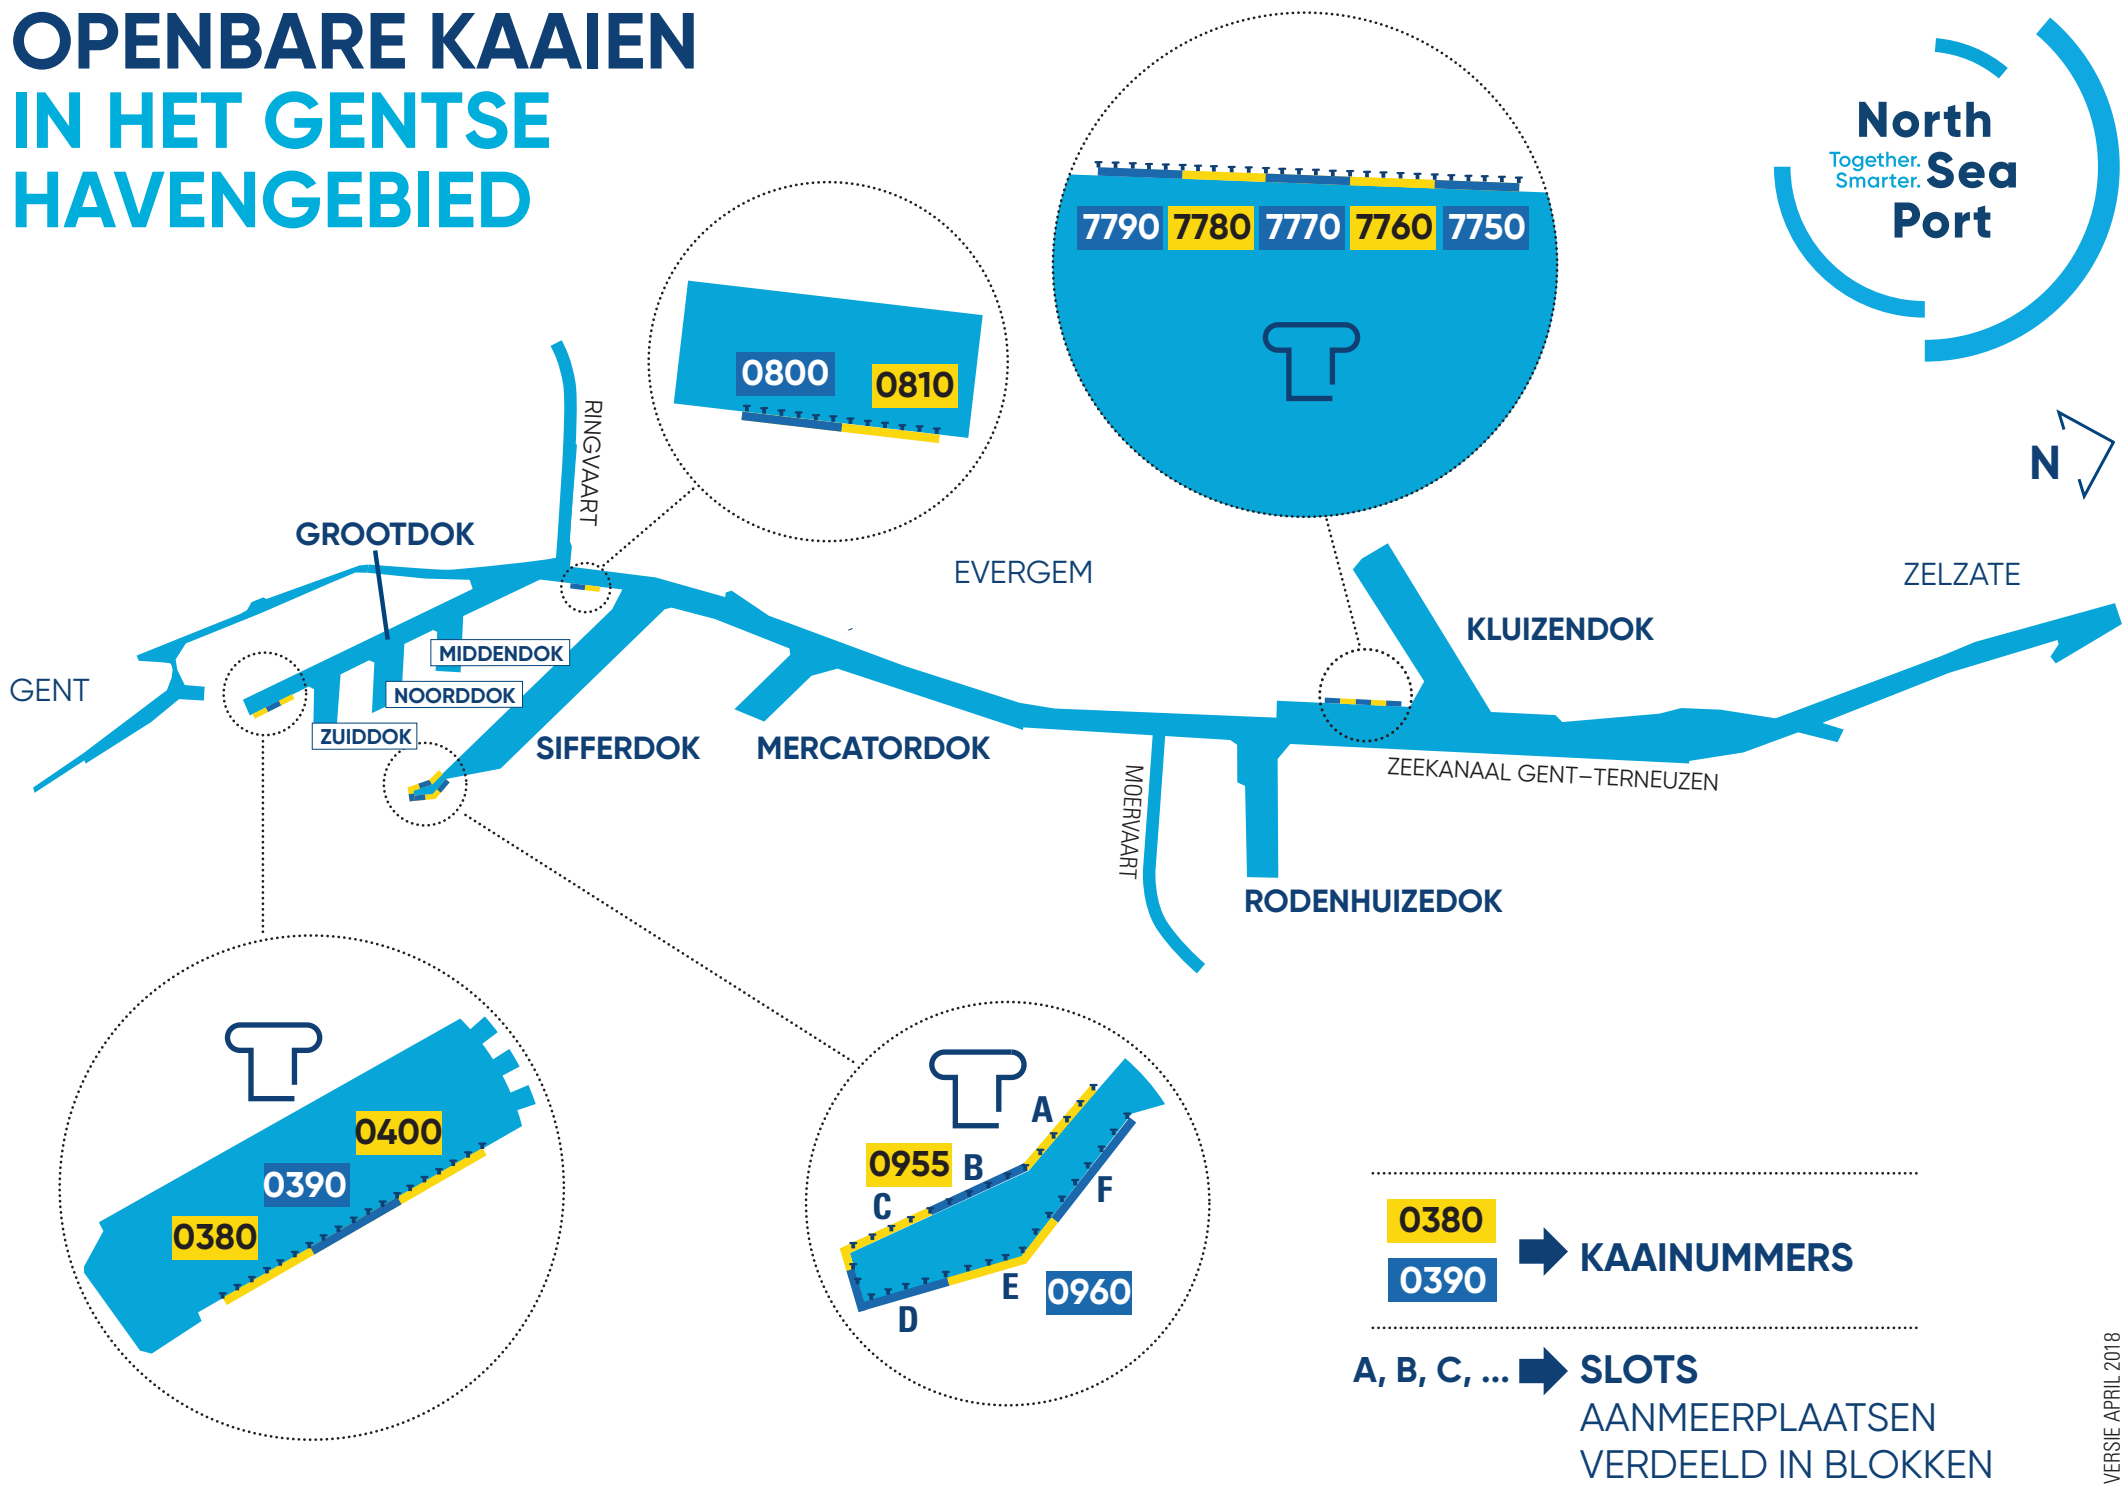 OPENBARE KAAIEN
IN HET GENTSE
HAVENGEBIED
North
Together.
Smarter.
Sea
Port
7790 7780 7770 7760 7750
0800
0810
RINGVAART
N
GROOTDOK
EVERGEM
ZELZATE
KLUIZENDOK
MIDDENDOK
GENT
NOORDDOK
ZUIDDOK
SIFFERDOK
MERCATORDOK
ZEEKANAAL GENT–TERNEUZEN
MOERVAART
RODENHUIZEDOK
0400
0390
0380
A
0955
B
C
F
E
0960
D
0380
0390
KAAINUMMERS
A, B, C, ... SLOTS
AANMEERPLAATSEN
VERDEELD IN BLOKKEN
VERSIE APRIL 2018